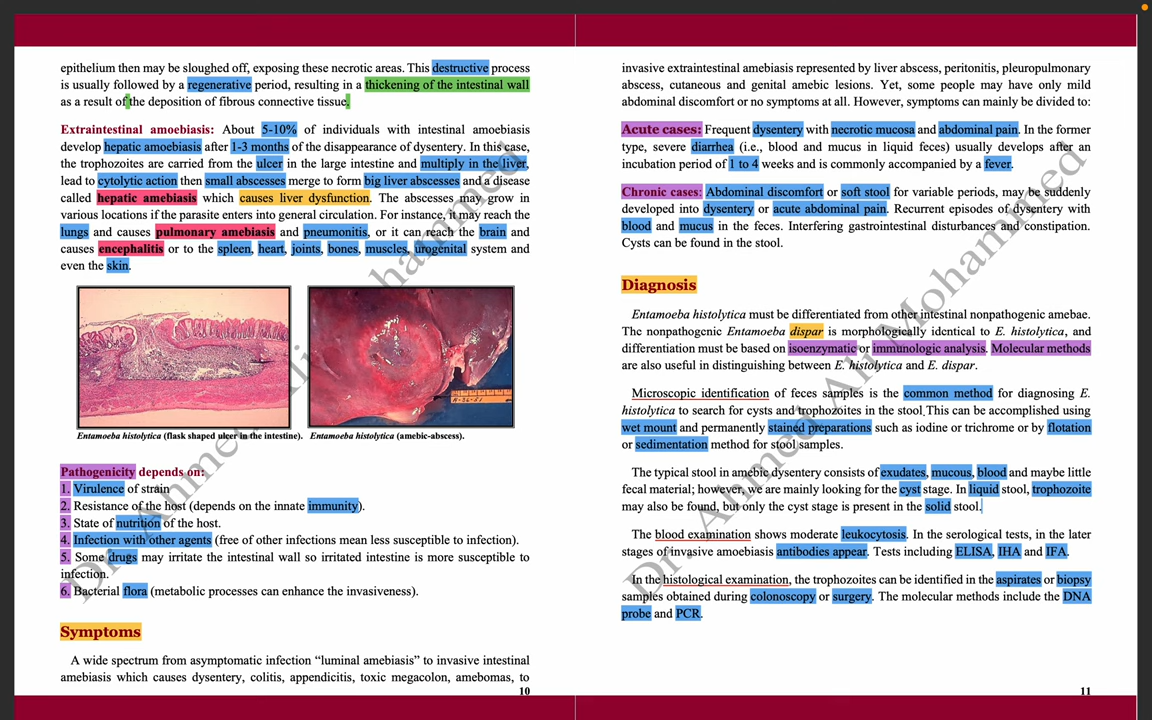 epithelium then may be sloughed off, exposing these necrotic areas. This destructive process
is usually followed by a regenerative period, resulting in a thickening of the intestinal wall
as a result of the deposition of fibrous connective tissue.
Extraintestinal amoebiasis: About 5-10% of individuals with intestinal amoebiasis
develop hepatic amoebiasis after 1-3 months of the disappearance of dysentery. In this case,
the trophozoites are carried from the ulcer in the large intestine and multiply in the liver,
lead to cytolytic action then small abscesses merge to form big liver abscesses and a disease
called hepatic amebiasis which causes liver dysfunction. The abscesses may grow in
various locations if the parasite enters into general circulation. For instance, it may reach the
lungs and causes pulmonary amebiasis and pneumonitis, or it can reach the brain and
causes encephalitis or to the spleen, heart, joints, bones, muscles, urogenital system and
even the skin.
Entamoeba histolytica (flask shaped ulcer in the intestine). Entamoeba histolytica (amebic-abscess).
Pathogenicity depends on:
1. Virulence of strain
2. Resistance of the host (depends on the innate immunity).
3. State of nutrition of the host.
4. Infection with other agents (free of other infections mean less susceptible to infection).
5. Some drugs may irritate the intestinal wall so irritated intestine is more susceptible to
infection.
6. Bacterial flora (metabolic processes can enhance the invasiveness).
Symptoms
A wide spectrum from asymptomatic infection “luminal amebiasis” to invasive intestinal
amebiasis which causes dysentery, colitis, appendicitis, toxic megacolon, amebomas, to
10
invasive extraintestinal amebiasis represented by liver abscess, peritonitis, pleuropulmonary
abscess, cutaneous and genital amebic lesions. Yet, some people may have only mild
abdominal discomfort or no symptoms at all. However, symptoms can mainly be divided to:
Acute cases: Frequent dysentery with necrotic mucosa and abdominal pain. In the former
type, severe diarrhea (i.e., blood and mucus in liquid feces) usually develops after an
incubation period of 1 to 4 weeks and is commonly accompanied by a fever.
Chronic cases: Abdominal discomfort or soft stool for variable periods, may be suddenly
developed into dysentery or acute abdominal pain. Recurrent episodes of dysentery with
blood and mucus in the feces. Interfering gastrointestinal disturbances and constipation.
Cysts can be found in the stool.
Diagnosis
Entamoeba histolytica must be differentiated from other intestinal nonpathogenic amebae.
The nonpathogenic Entamoeba dispar is morphologically identical to E. histolytica, and
differentiation must be based on isoenzymatic or immunologic analysis. Molecular methods
are also useful in distinguishing between E. histolytica and E. dispar.
Microscopic identification of feces samples is the common method for diagnosing E.
histolytica to search for cysts and trophozoites in the stool. This can be accomplished using
wet mount and permanently stained preparations such as iodine or trichrome or by flotation
or sedimentation method for stool samples.
The typical stool in amebic dysentery consists of exudates, mucous, blood and maybe little
fecal material; however, we are mainly looking for the cyst stage. In liquid stool, trophozoite
may also be found, but only the cyst stage is present in the solid stool.
The blood examination shows moderate leukocytosis. In the serological tests, in the later
stages of invasive amoebiasis antibodies appear. Tests including ELISA, IHA and IFA.
In the histological examination, the trophozoites can be identified in the aspirates or biopsy
samples obtained during colonoscopy or surgery. The molecular methods include the DNA
probe and PCR.
11
Dr. Ahmed Ali Mohammed